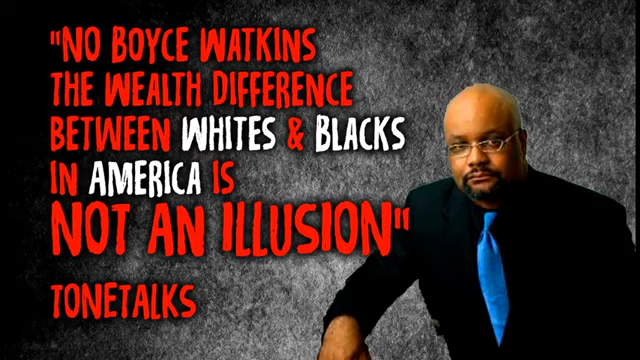 "NO BOYCE WATKINS
THE WEALTH DIFFERENCE
BETWEEN WHITES & BLACKS
IN AMERICA IS
NOT AN ILLUSION"
TONETALKS